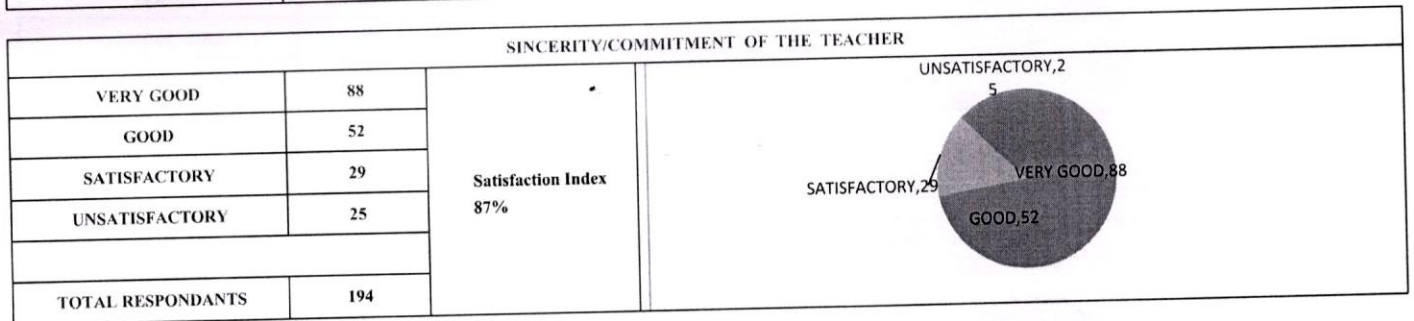 SINCERITY/COMMITMENT OF THE TEACHER
VERY GOOD 88
GOOD 52
SATISFACTORY 29
UNSATISFACTORY 25
TOTAL RESPONDANTS 194
Satisfaction Index
87%
UNSATISFACTORY,2
5
VERY GOOD,88
SATISFACTORY,29
GOOD,52